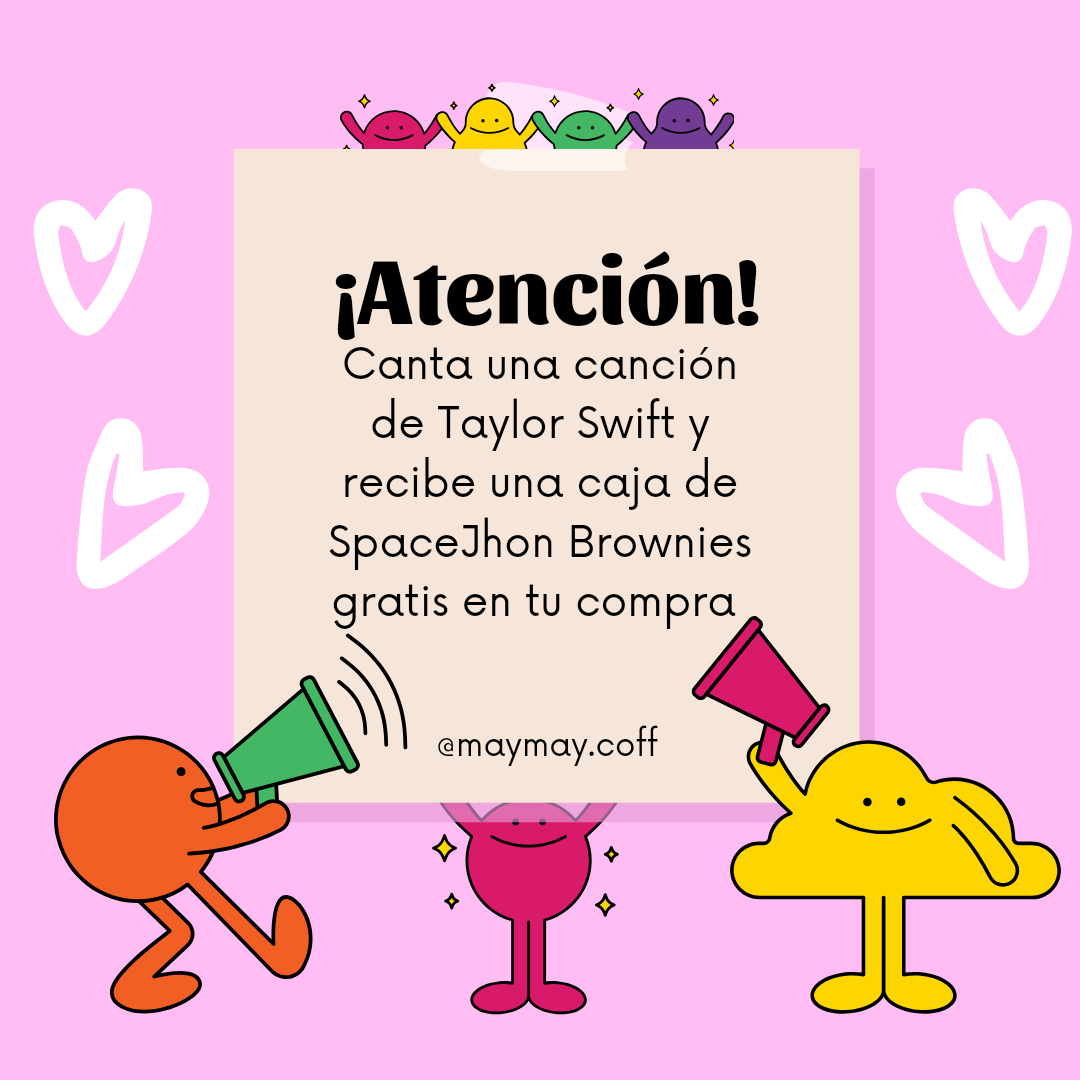 ¡Atención!
Canta una canción
de Taylor Swift y
recibe una caja de
SpaceJhon Brownies
gratis en tu compra
@maymay.coff